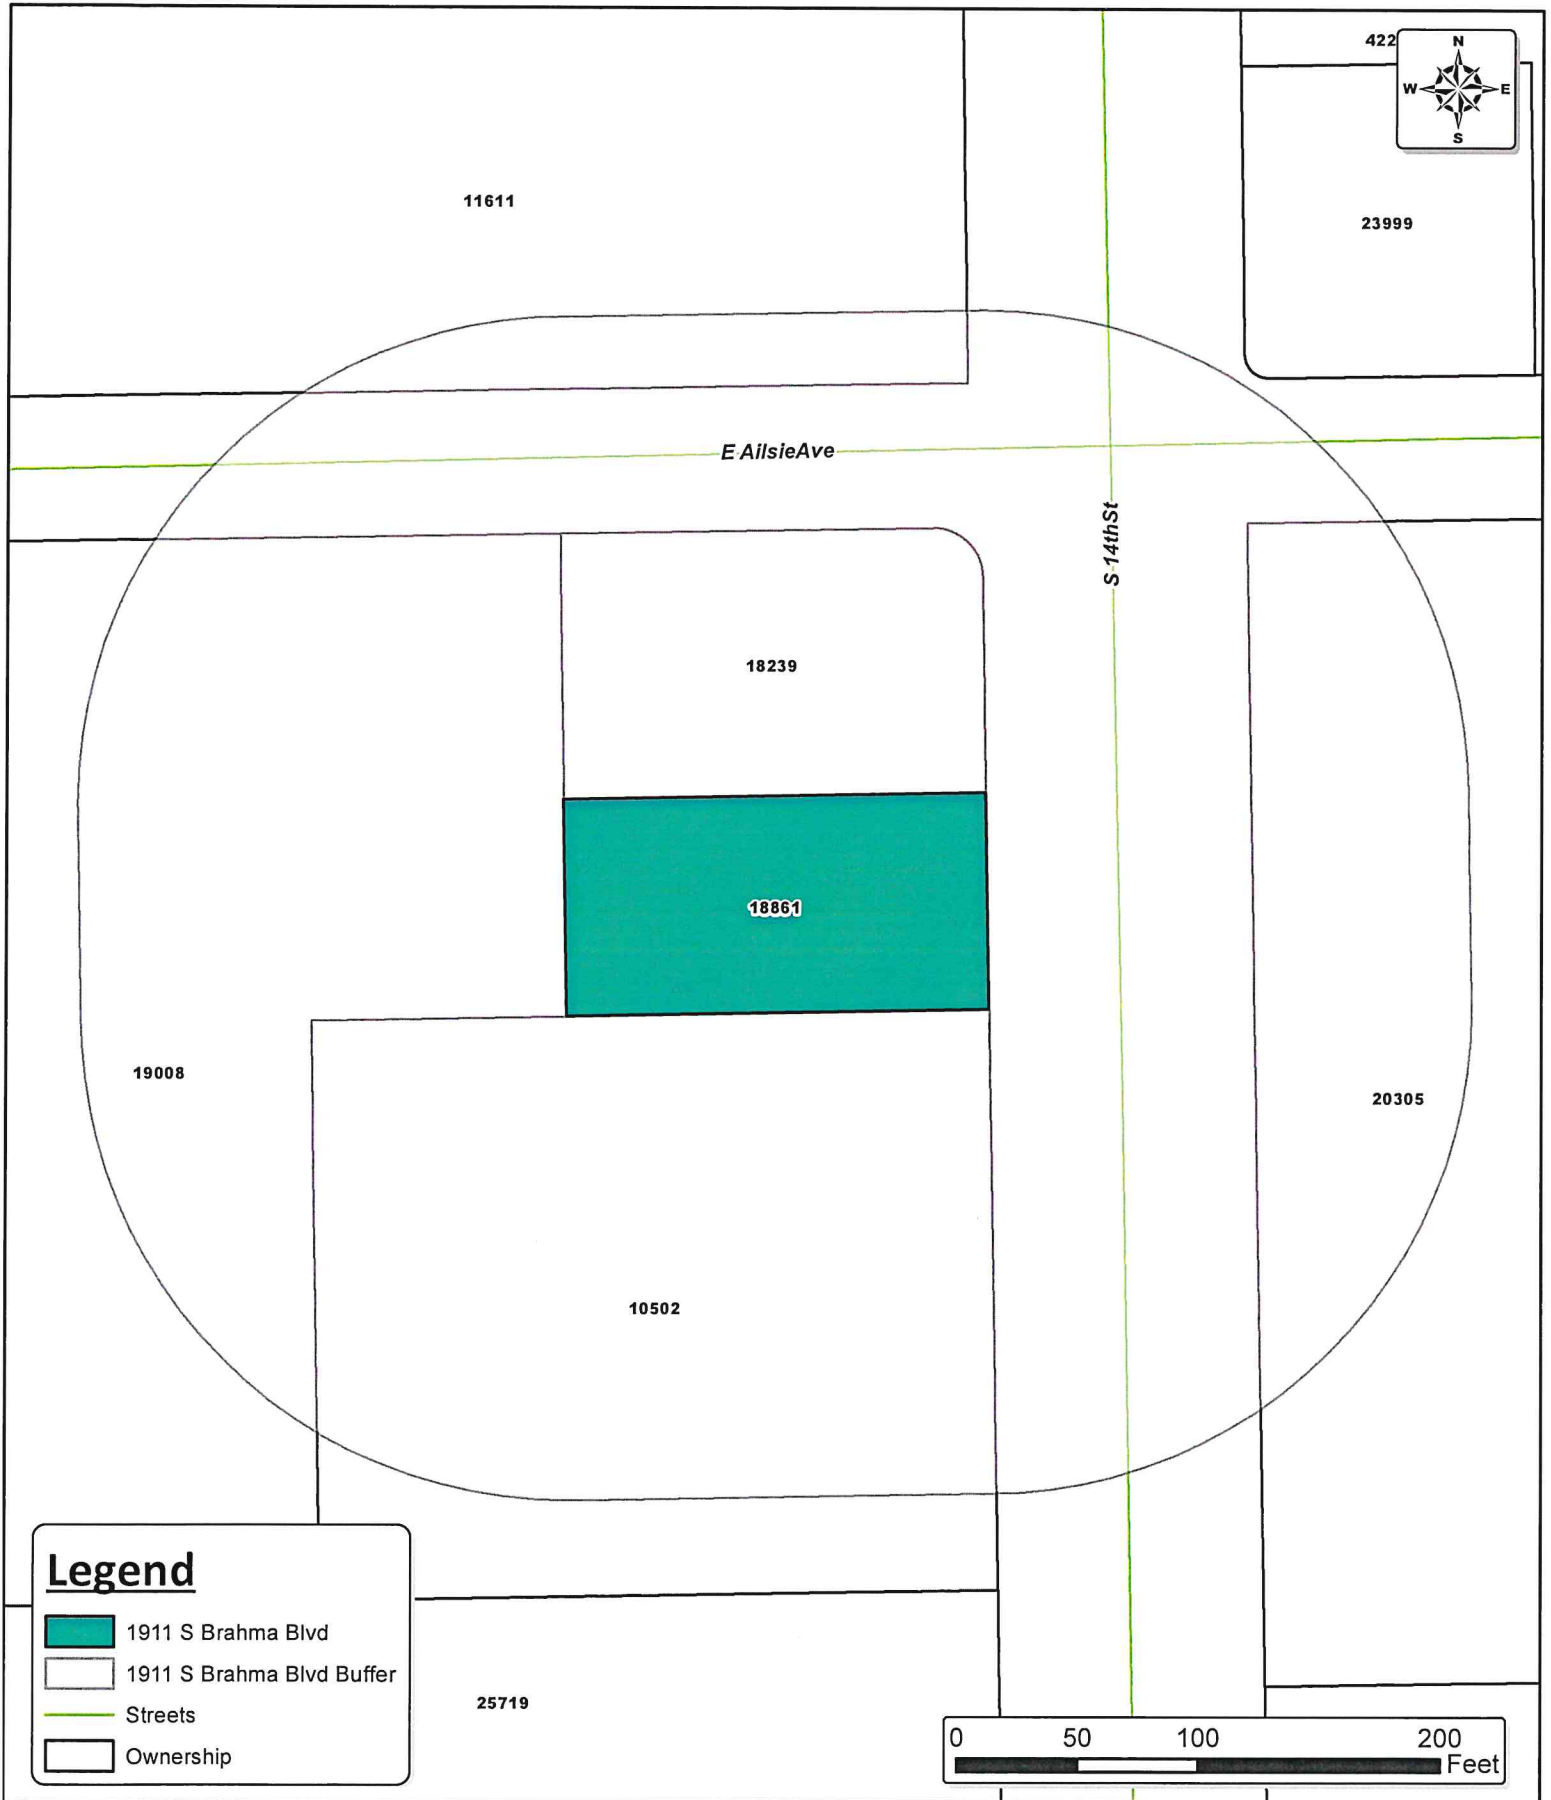 422
N
W E
S
11611
23999
E AilsieAve
S 14thSt
18239
18861
19008
20305
10502
Legend
1911 S Brahma Blvd
1911 S Brahma Blvd Buffer
Streets
Ownership
25719
0 50 100 200
Feet